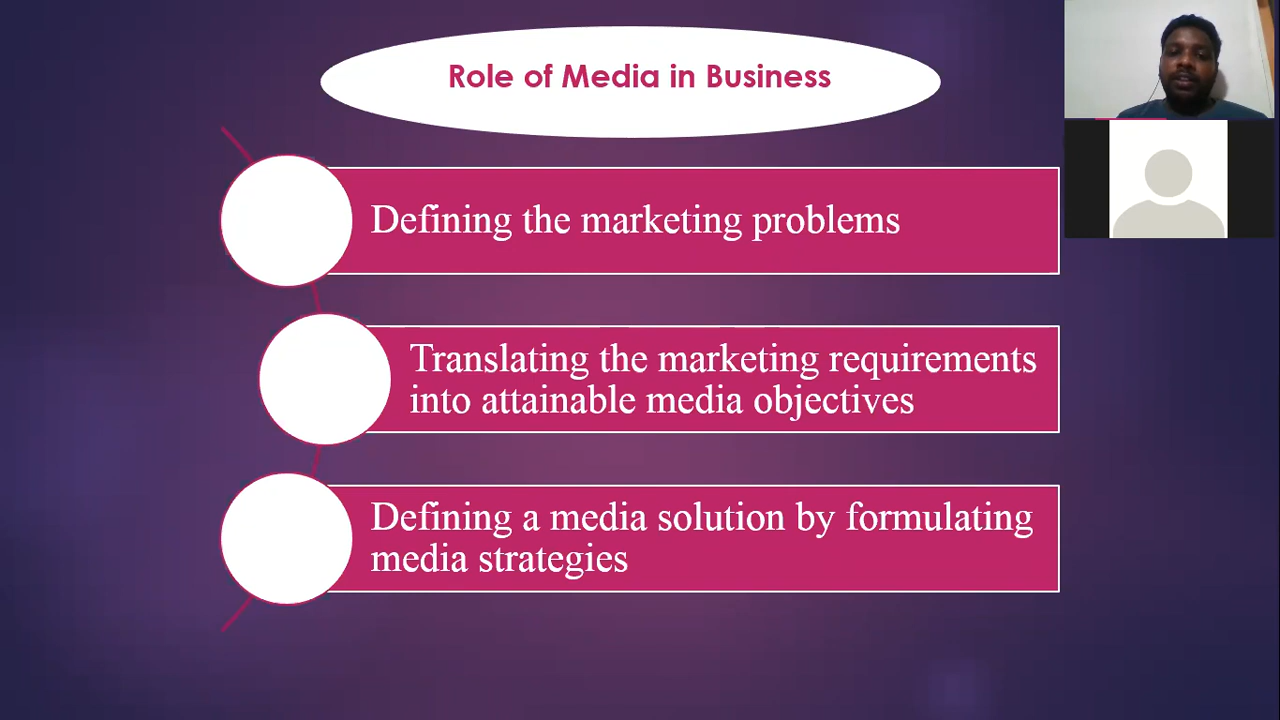 Role of Media in Business
Defining the marketing problems
Translating the marketing requirements
into attainable media objectives
Defining a media solution by formulating
media strategies